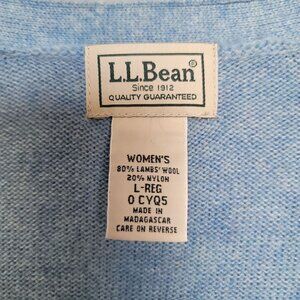 L.L.Bean®
Since 1912
QUALITY GUARANTEED
WOMEN'S
80% LAMBS' WOOL
20% NYLON
L-REG
0 CYQ5
MADE IN
MADAGASCAR
CARE ON REVERSE